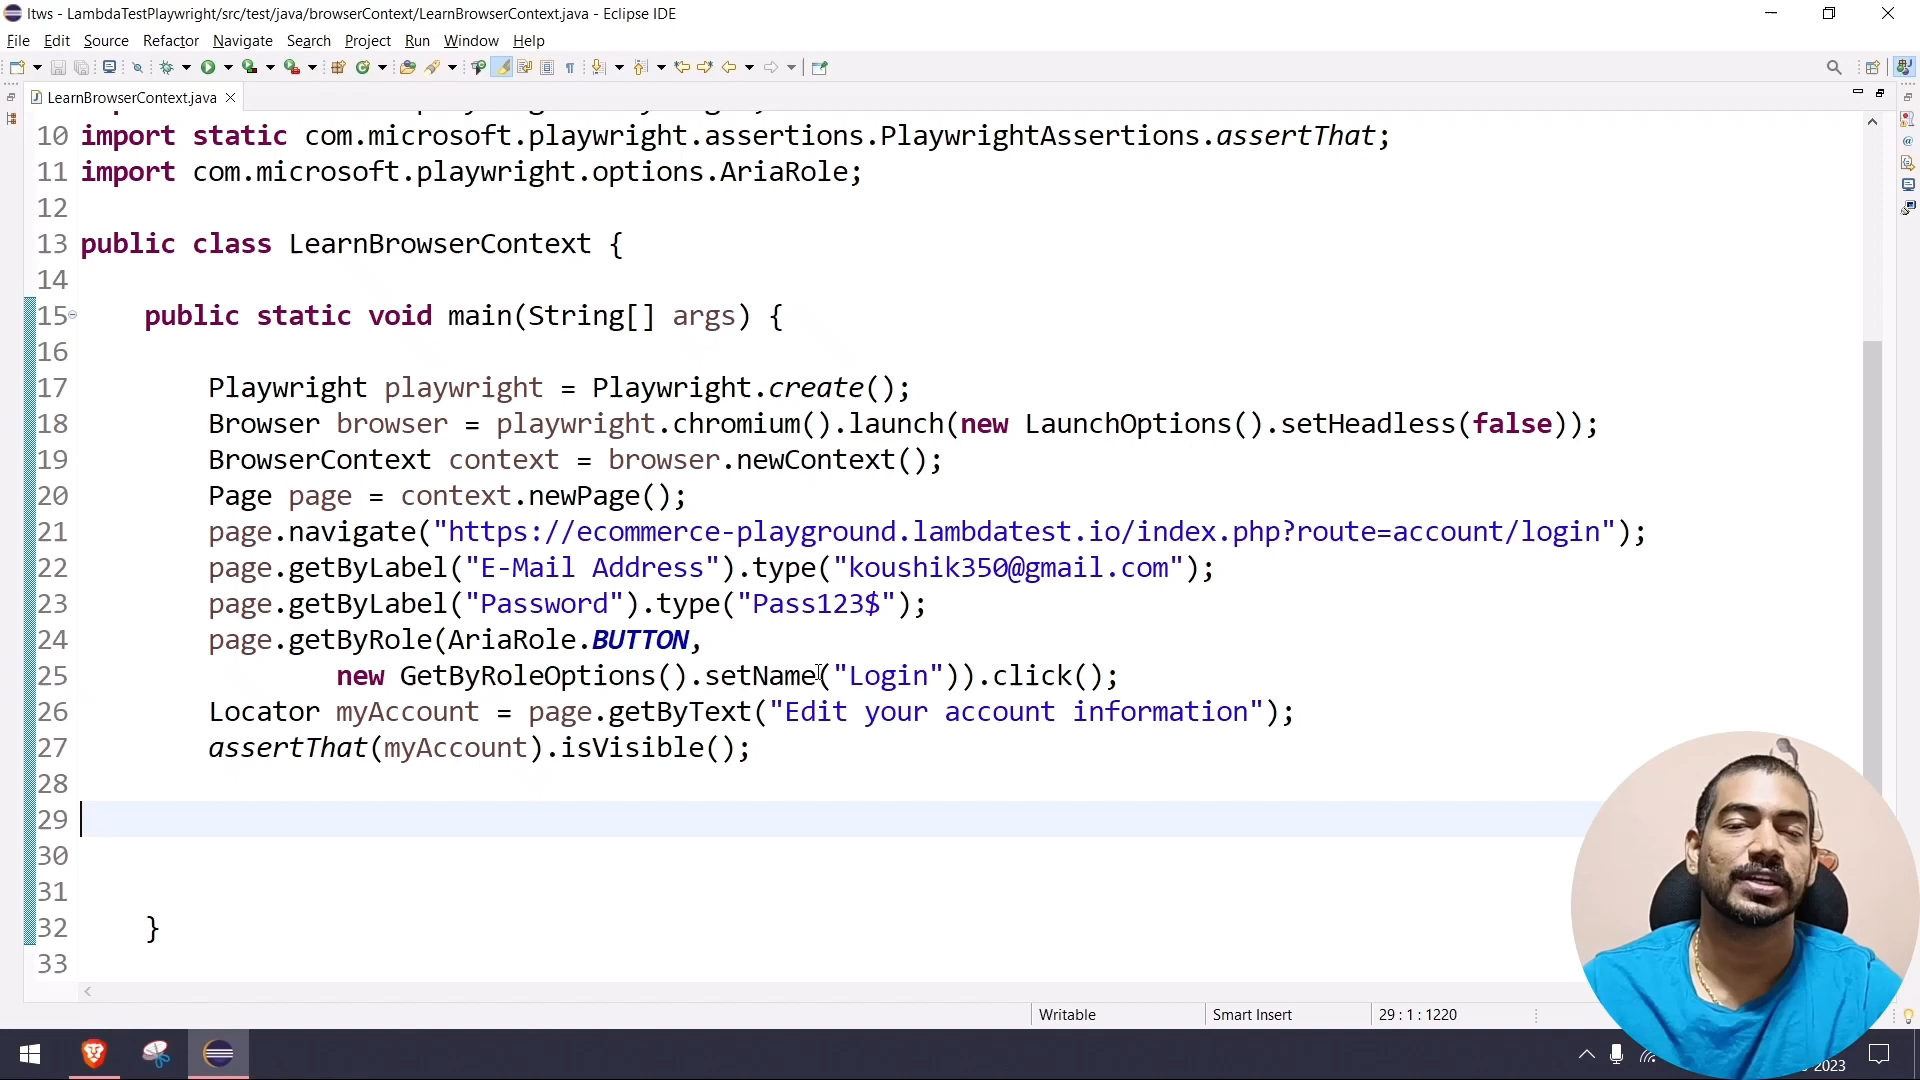 ltws - LambdaTestPlaywright/src/test/java/browserContext/LearnBrowserContext.java - Eclipse IDE
File Edit Source Refactor Navigate Search Project Run Window Help
LearnBrowserContext.java
10 import static com.microsoft.playwright.assertions.PlaywrightAssertions.assertThat;
11 import com.microsoft.playwright.options.AriaRole;
12
13 public class LearnBrowserContext {
14
15 public static void main(String[] args) {
16
17 Playwright playwright = Playwright.create();
18 Browser browser = playwright.chromium().launch(new LaunchOptions().setHeadless(false));
19 BrowserContext context = browser.newContext();
20 Page page = context.newPage();
21 page.navigate("https://ecommerce-playground.lambdatest.io/index.php?route=account/login");
22 page.getByLabel("E-Mail Address").type("koushik350@gmail.com");
23 page.getByLabel("Password").type("Pass123$");
24 page.getByRole(AriaRole.BUTTON,
25 new GetByRoleOptions().setName("Login")).click();
26 Locator myAccount = page.getByText("Edit your account information");
27 assertThat(myAccount).isVisible();
28
29
30
31
32 }
33
Writable Smart Insert 29 : 1 : 1220